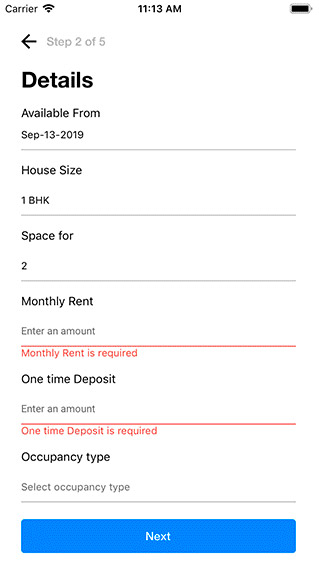 Carrier 11:13 AM
Step 2 of 5
Details
Available From
Sep-13-2019
House Size
1 BHK
Space for
2
Monthly Rent
Enter an amount
Monthly Rent is required
One time Deposit
Enter an amount
One time Deposit is required
Occupancy type
Select occupancy type
Next